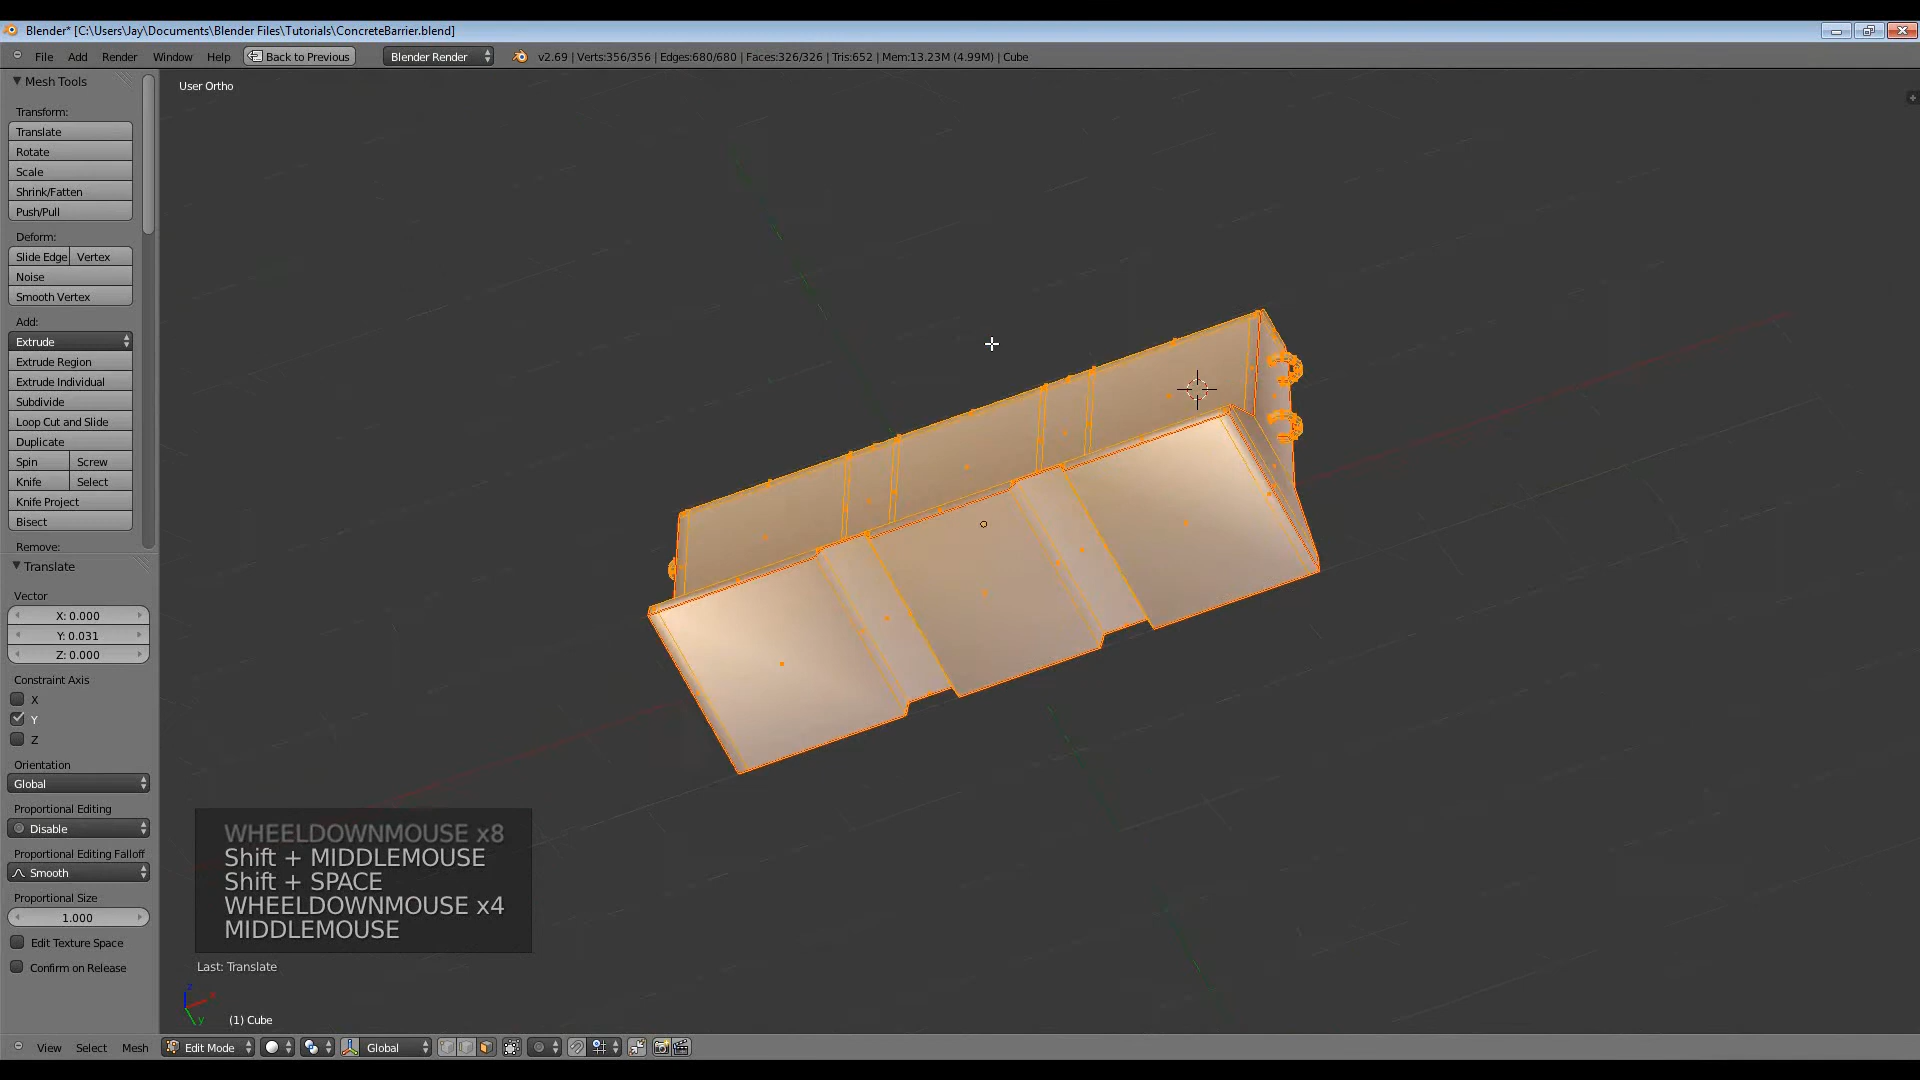 Blender* [C:\Users\Jay\Documents\Blender Files\Tutorials\ConcreteBarrier.blend]
File Add Render Window Help Back to Previous Blender Render v2.69 | Verts:356/356 | Edges:680/680 | Faces:326/326 | Tris:652 | Mem:13.23M (4.99M) | Cube
Mesh Tools
User Ortho
Transform:
Translate
Rotate
Scale
Shrink/Fatten
Push/Pull
Deform:
Slide Edge Vertex
Noise
Smooth Vertex
Add:
Extrude
Extrude Region
Extrude Individual
Subdivide
Loop Cut and Slide
Duplicate
Spin Screw
Knife Select
Knife Project
Bisect
Remove:
Translate
Vector
X: 0.000
Y: 0.031
Z: 0.000
Constraint Axis
X
Y
Z
Orientation
Global
Proportional Editing
Disable
Proportional Editing Falloff
Smooth
Proportional Size
1.000
Edit Texture Space
Confirm on Release
WHEELDOWNMOUSE x8
Shift + MIDDLEMOUSE
Shift + SPACE
WHEELDOWNMOUSE x4
MIDDLEMOUSE
Last: Translate
z
x
y
(1) Cube
View Select Mesh Edit Mode Global